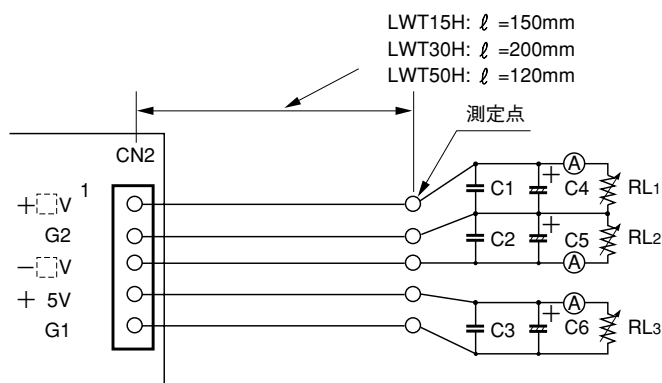 LWT15H: ℓ =150mm
LWT30H: ℓ =200mm
LWT50H: ℓ =120mm
測定点
CN2
1
+□V
G2
−□V
+ 5V
G1
A
+
C1
C4
RL1
+
C2
C5
RL2
A
A
+
C3
C6
RL3